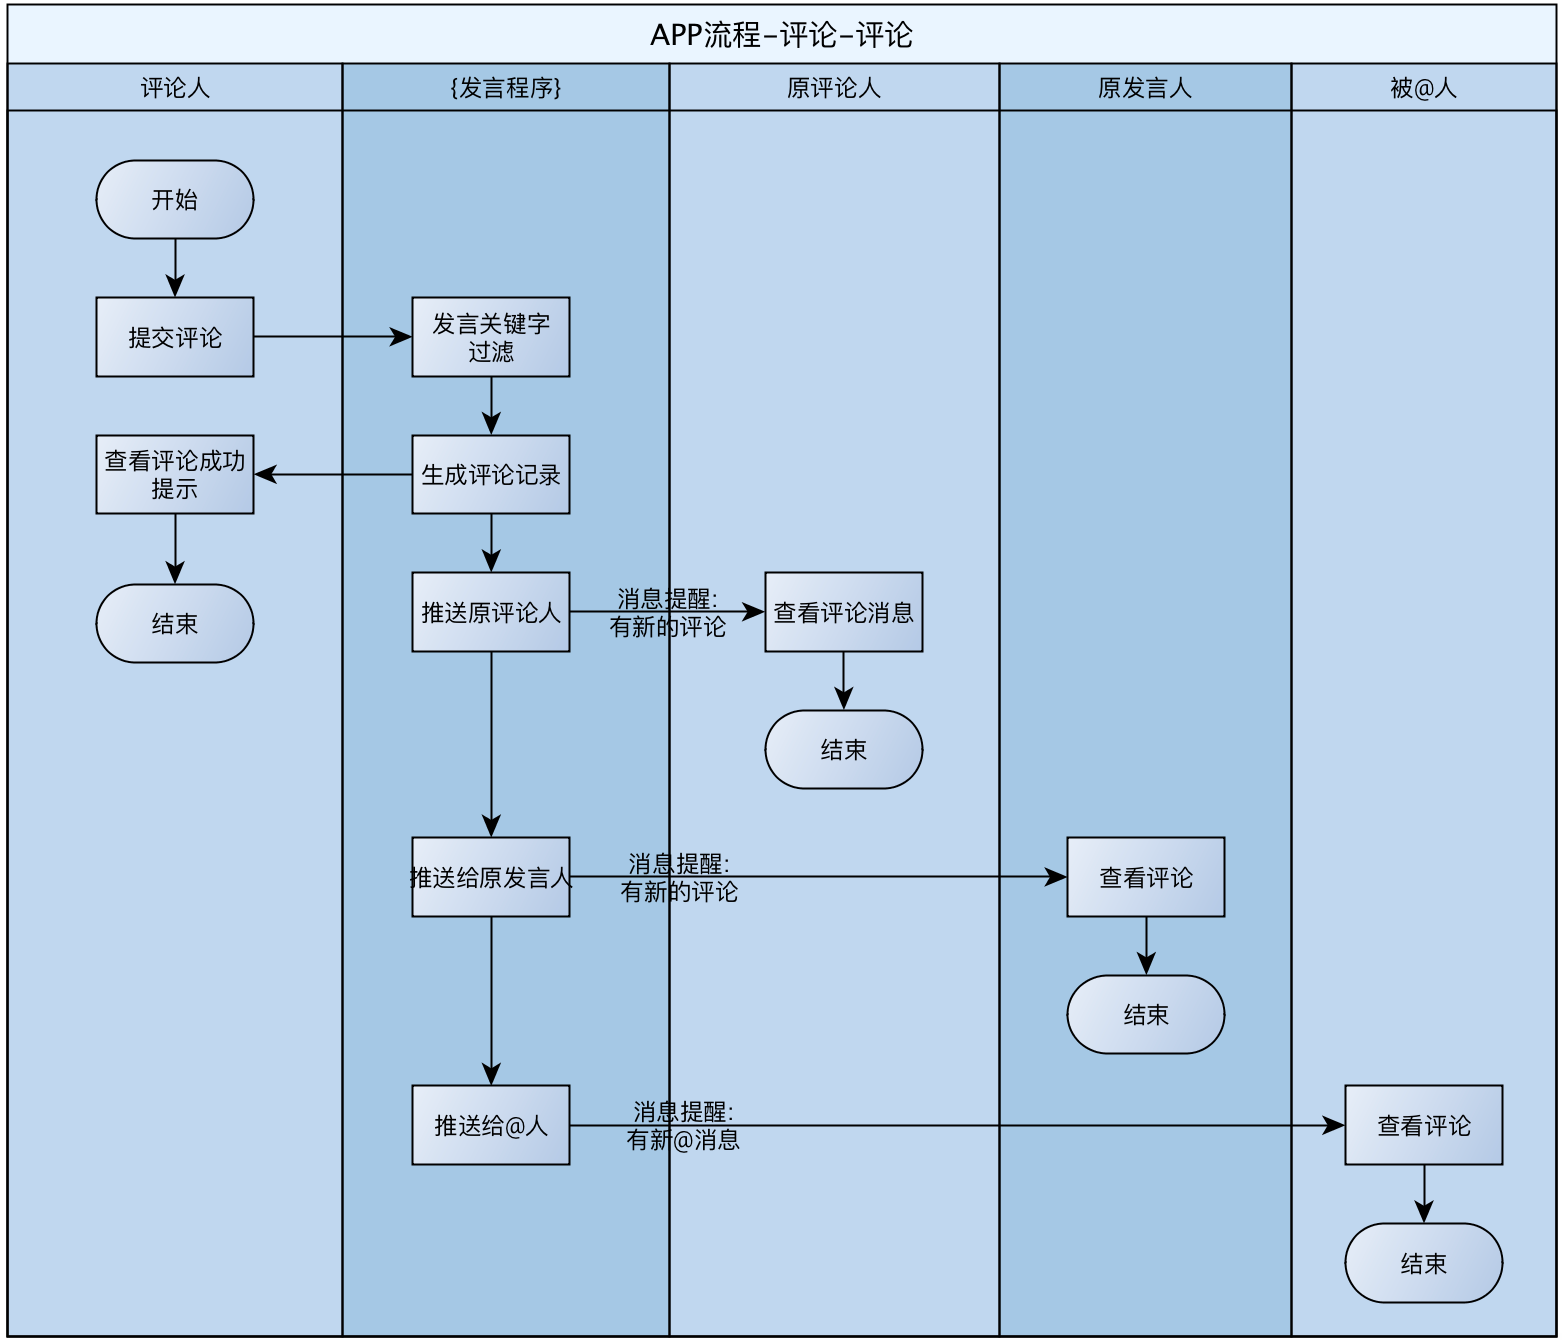 APP流程-评论-评论
评论人
{发言程序}
原评论人
原发言人
被@人
开始
提交评论
发言关键字
过滤
查看评论成功
提示
生成评论记录
结束
推送原评论人
消息提醒：
有新的评论
查看评论消息
结束
推送给原发言人
消息提醒：
有新的评论
查看评论
结束
推送给@人
消息提醒：
有新@消息
查看评论
结束